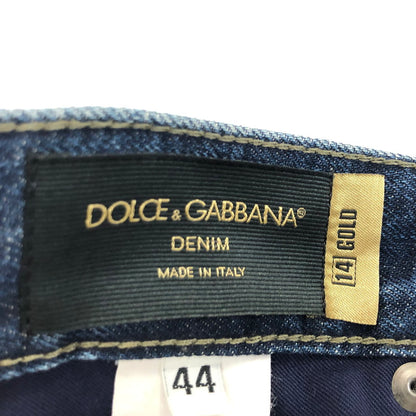 DOLCE & GABBANA®
DENIM
MADE IN ITALY
14 GOLD
44